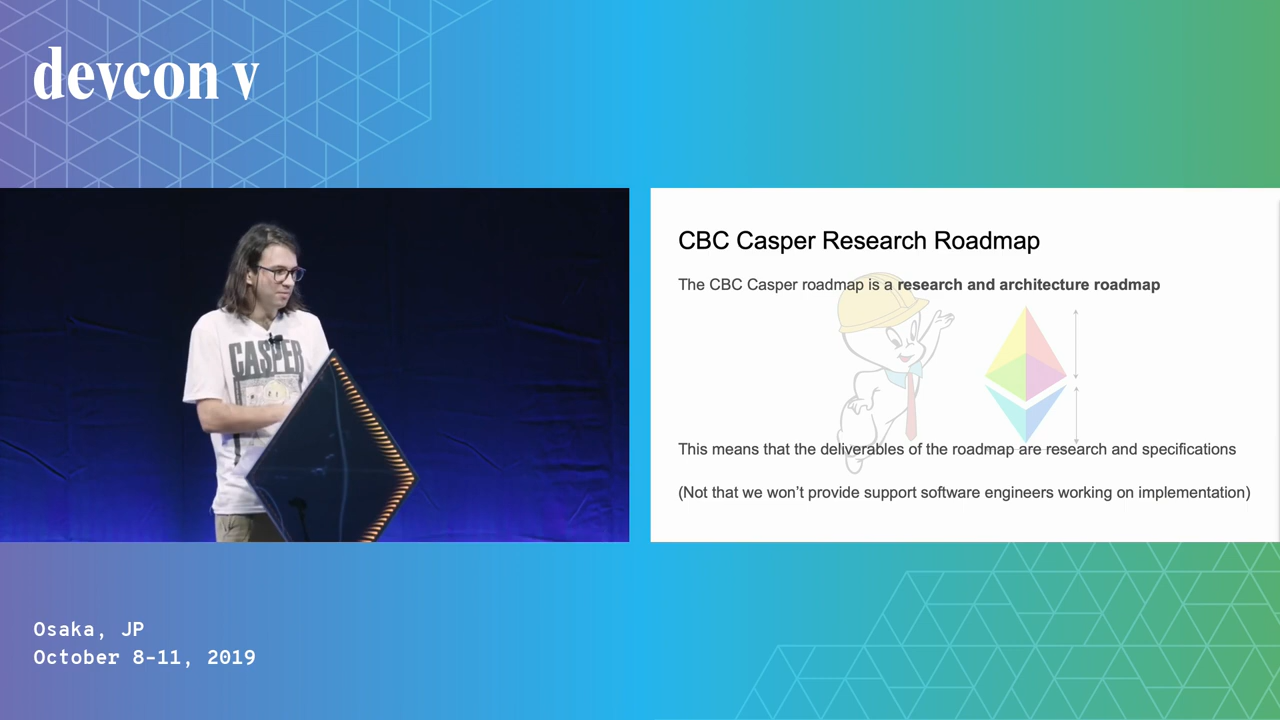 devcon v
CASPER
CBC Casper Research Roadmap
The CBC Casper roadmap is a research and architecture roadmap
This means that the deliverables of the roadmap are research and specifications
(Not that we won't provide support software engineers working on implementation)
Osaka, JP
October 8-11, 2019